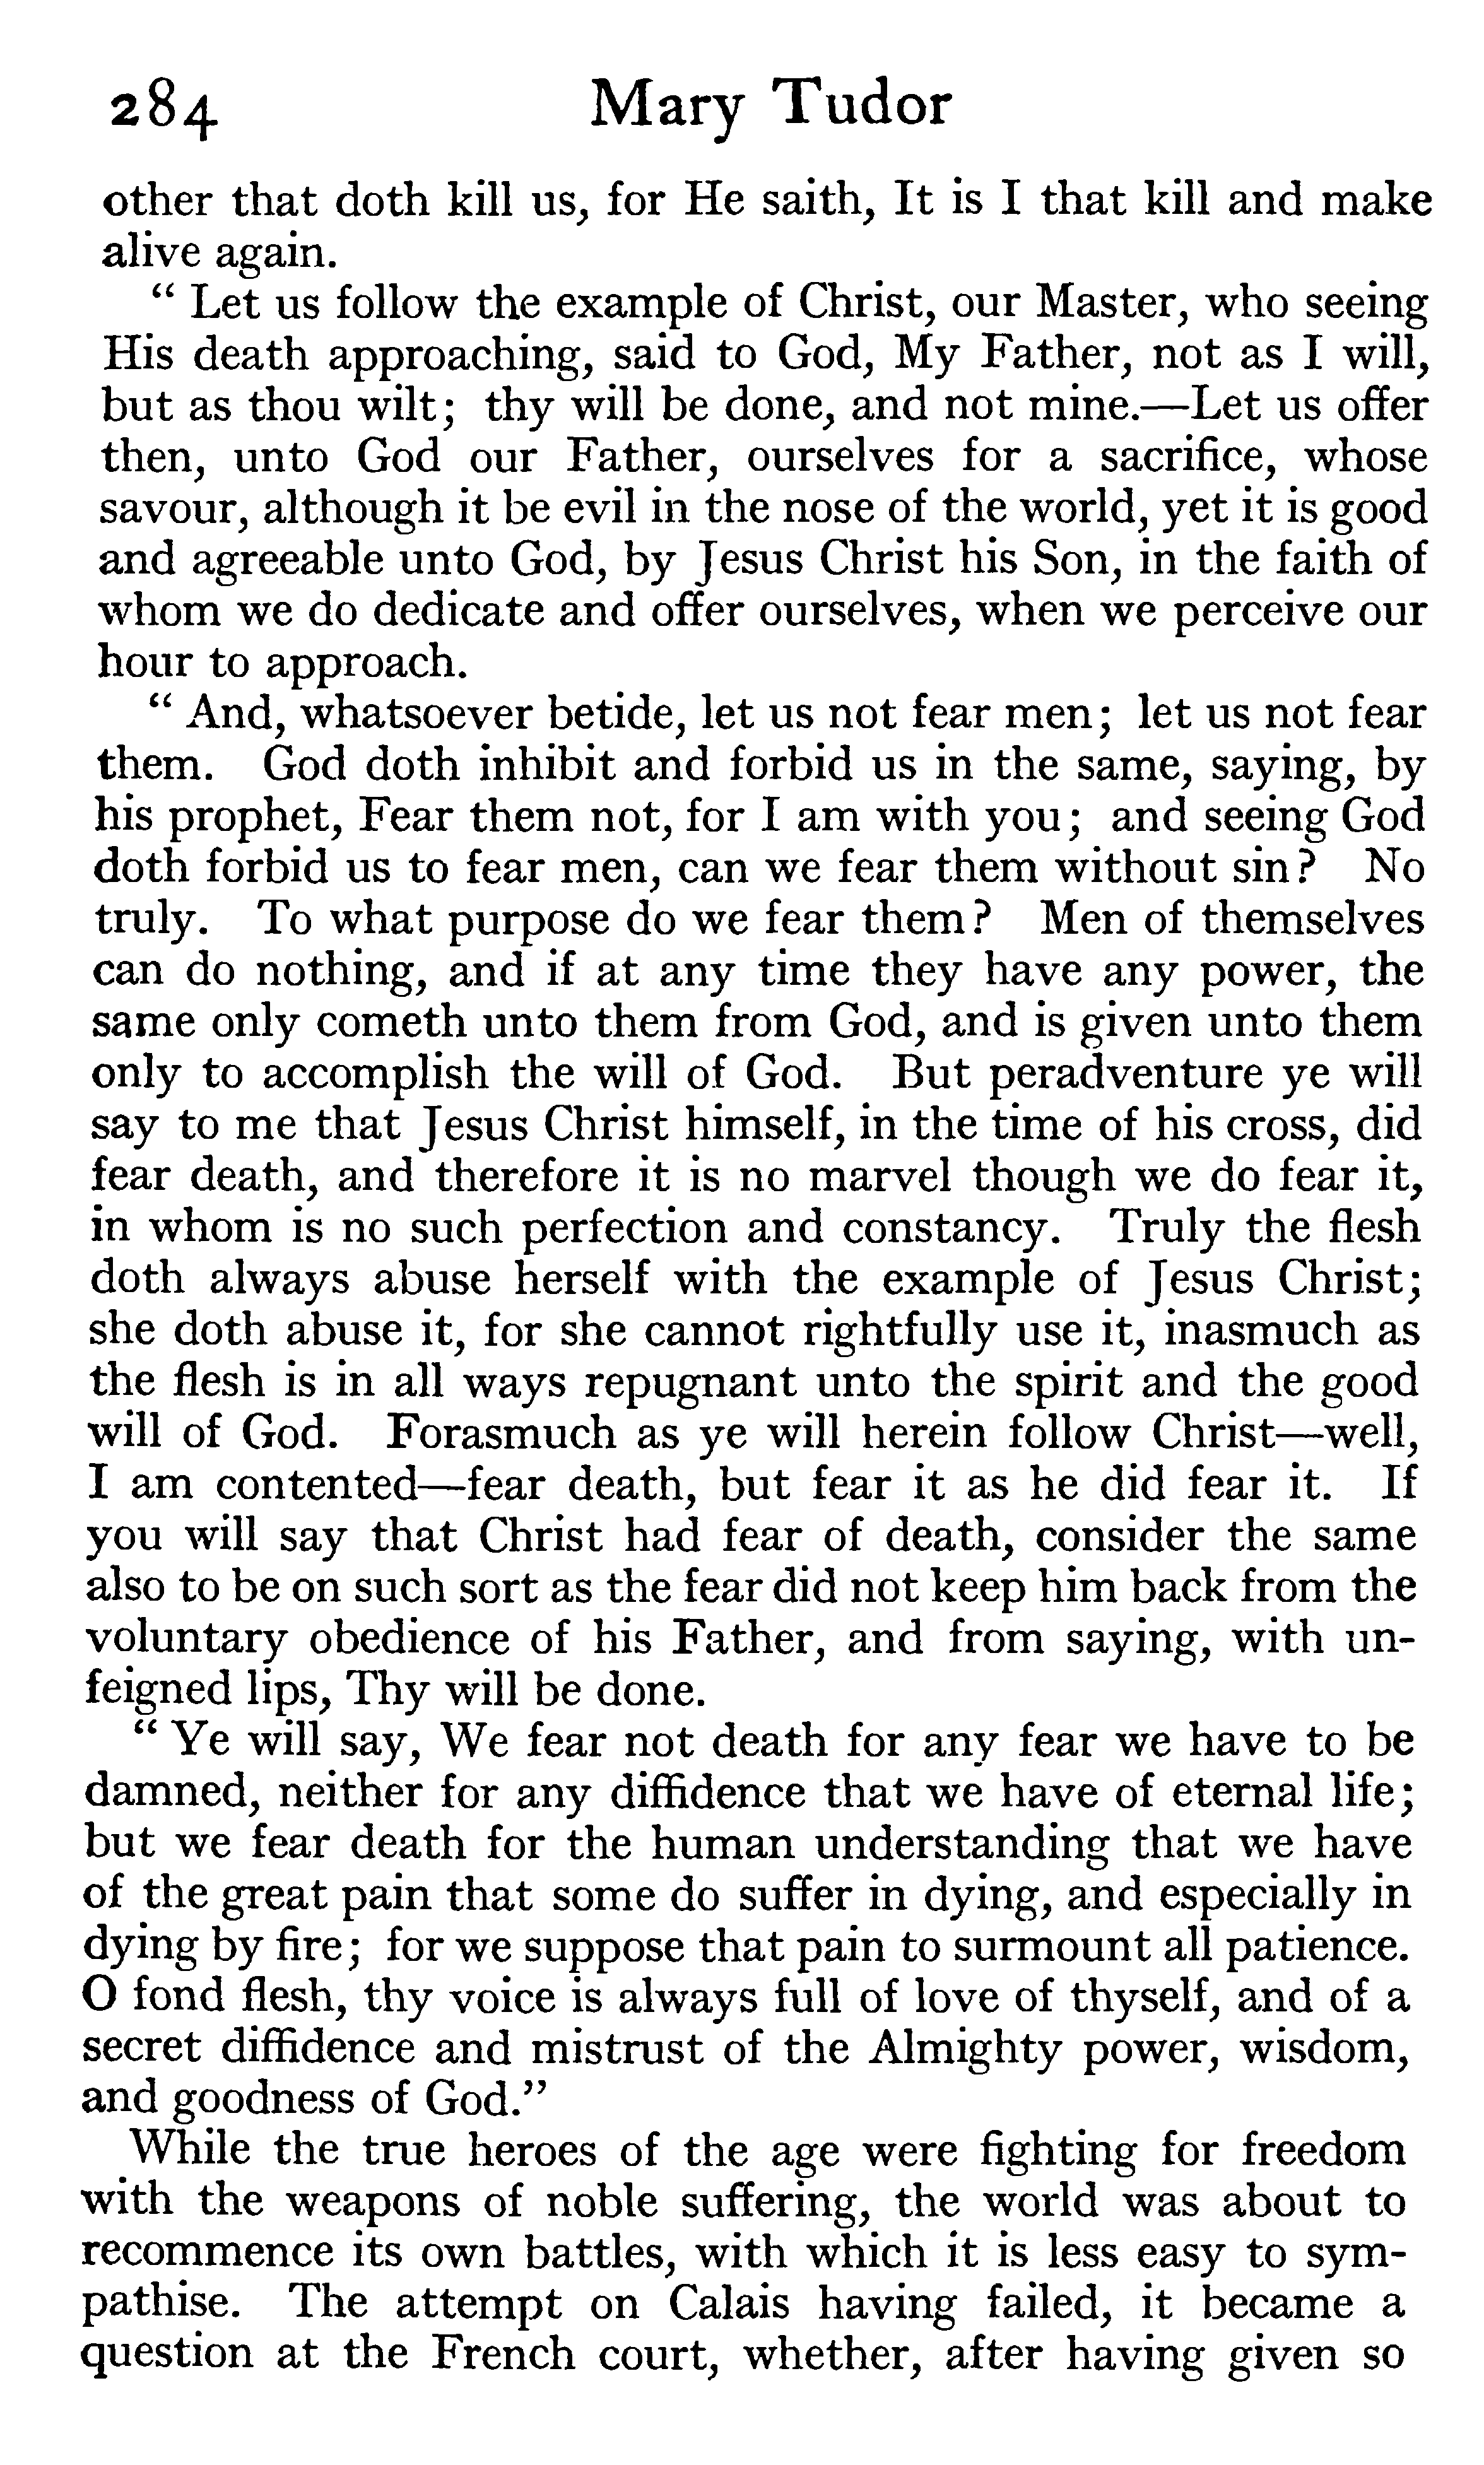 284 Mary Tudor
other that doth kill us, for He saith, It is I that kill and make
alive again.
“ Let us follow the example of Christ, our Master, who seeing
His death approaching, said to God, My Father, not as I will,
but as thou wilt; thy will be done, and not mine.—Let us offer
then, unto God our Father, ourselves for a sacrifice, whose
savour, although it be evil in the nose of the world, yet it is good
and agreeable unto God, by Jesus Christ his Son, in the faith of
whom we do dedicate and offer ourselves, when we perceive our
hour to approach.
“ And, whatsoever betide, let us not fear men; let us not fear
them. God doth inhibit and forbid us in the same, saying, by
his prophet, Fear them not, for I am with you; and seeing God
doth forbid us to fear men, can we fear them without sin? No
truly. To what purpose do we fear them? Men of themselves
can do nothing, and if at any time they have any power, the
same only cometh unto them from God, and is given unto them
only to accomplish the will of God. But peradventure ye will
say to me that Jesus Christ himself, in the time of his cross, did
fear death, and therefore it is no marvel though we do fear it,
in whom is no such perfection and constancy. Truly the flesh
doth always abuse herself with the example of Jesus Christ;
she doth abuse it, for she cannot rightfully use it, inasmuch as
the flesh is in all ways repugnant unto the spirit and the good
will of God. Forasmuch as ye will herein follow Christ—well,
I am contented—fear death, but fear it as he did fear it. If
you will say that Christ had fear of death, consider the same
also to be on such sort as the fear did not keep him back from the
voluntary obedience of his Father, and from saying, with un-
feigned lips, Thy will be done.
“ Ye will say, We fear not death for any fear we have to be
damned, neither for any diffidence that we have of eternal life;
but we fear death for the human understanding that we have
of the great pain that some do suffer in dying, and especially in
dying by fire; for we suppose that pain to surmount all patience.
O fond flesh, thy voice is always full of love of thyself, and of a
secret diffidence and mistrust of the Almighty power, wisdom,
and goodness of God.”
While the true heroes of the age were fighting for freedom
with the weapons of noble suffering, the world was about to
recommence its own battles, with which it is less easy to sym-
pathise. The attempt on Calais having failed, it became a
question at the French court, whether, after having given so